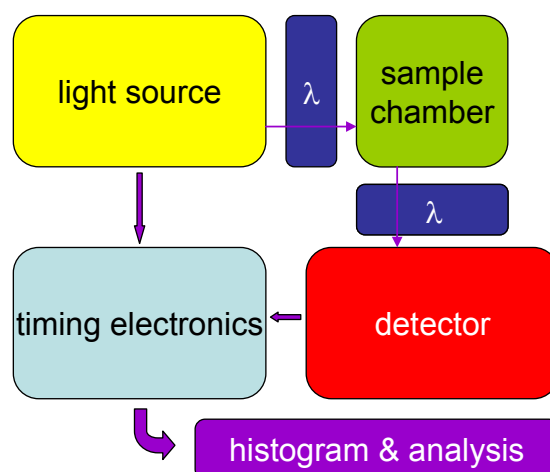 light source
λ
sample
chamber
λ
timing electronics
detector
histogram & analysis